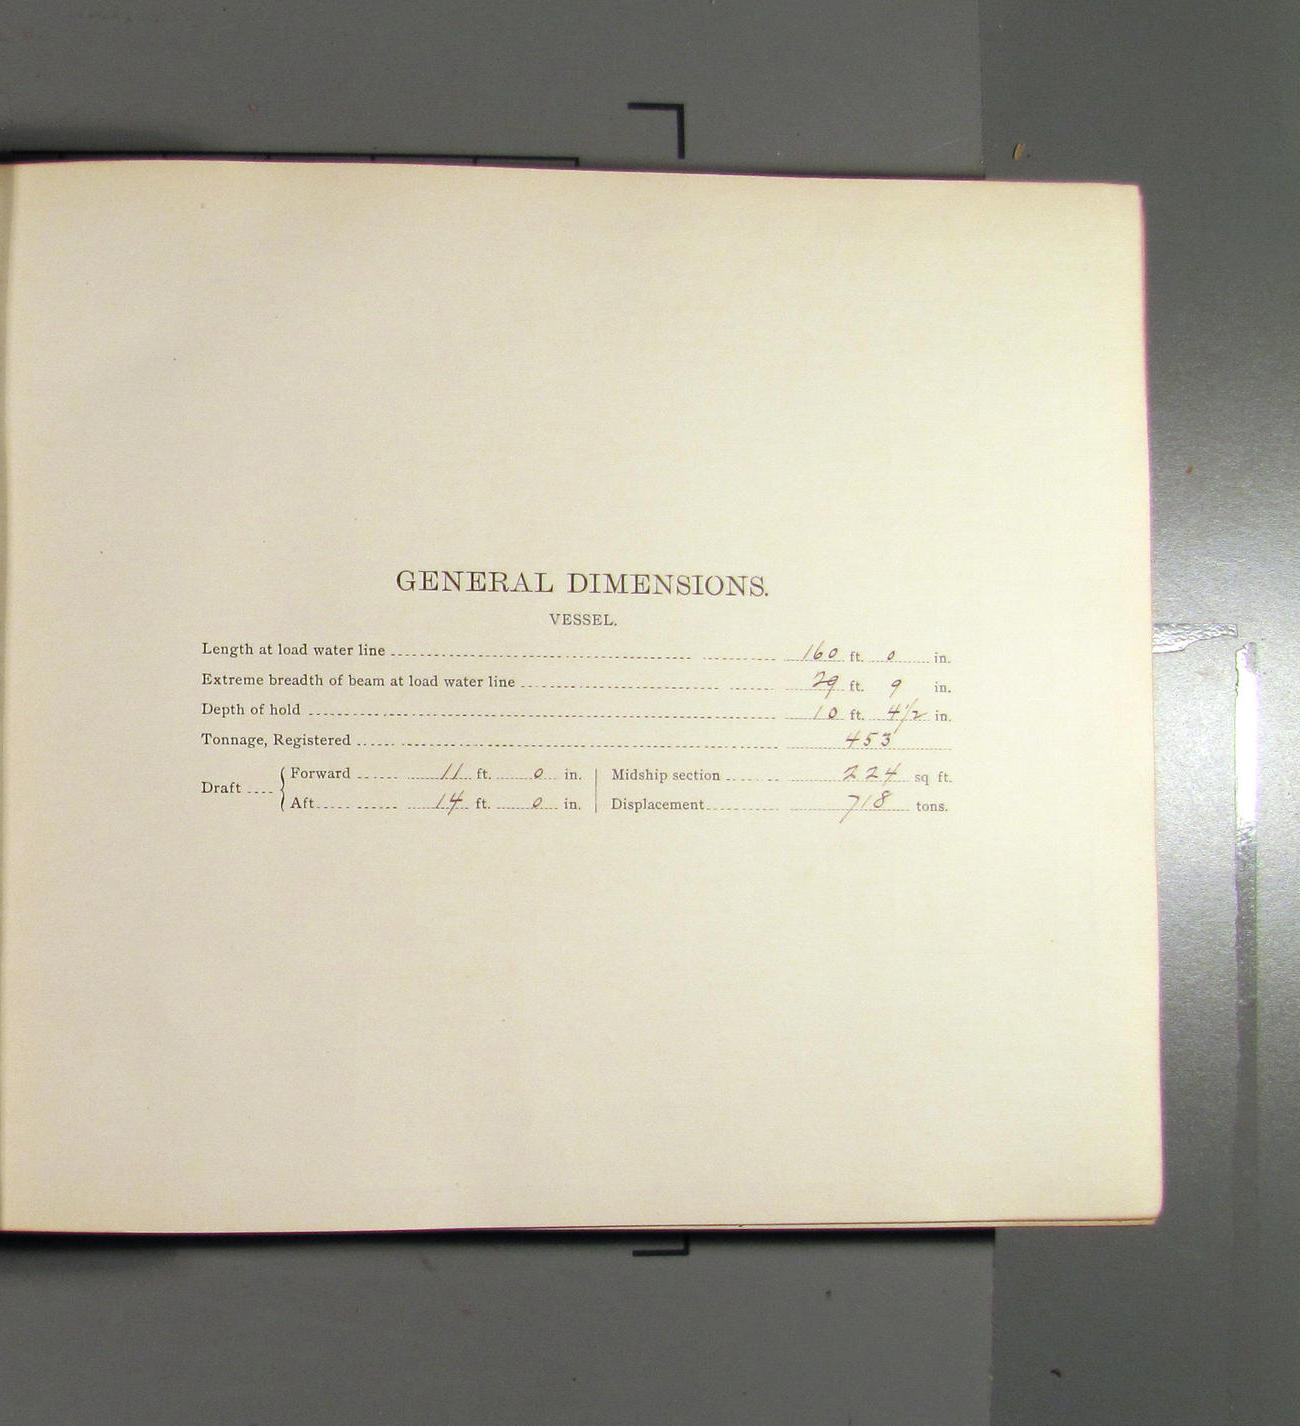 GENERAL DIMENSIONS.
VESSEL.
Length at load water line 160 ft. 0 in.
Extreme breadth of beam at load water line 29 ft. 9 in.
Depth of hold 10 ft. 4 1/2 in.
Tonnage, Registered 453
Draft Forward 11 ft. 0 in. Midship section 224 sq ft.
Aft 14 ft. 0 in. Displacement 718 tons.